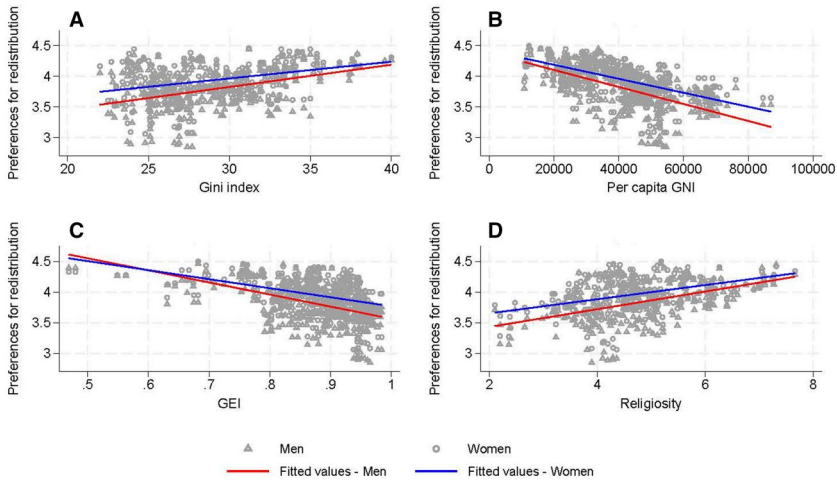 A
Preferences for redistribution
4.5
4
3.5
3
20 25 30 35 40
Gini index
B
Preferences for redistribution
4.5
4
3.5
3
0 20000 40000 60000 80000 100000
Per capita GNI
C
Preferences for redistribution
4.5
4
3.5
3
.5 .6 .7 .8 .9 1
GEI
D
Preferences for redistribution
4.5
4
3.5
3
2 4 6 8
Religiosity
Men Women
Fitted values - Men Fitted values - Women